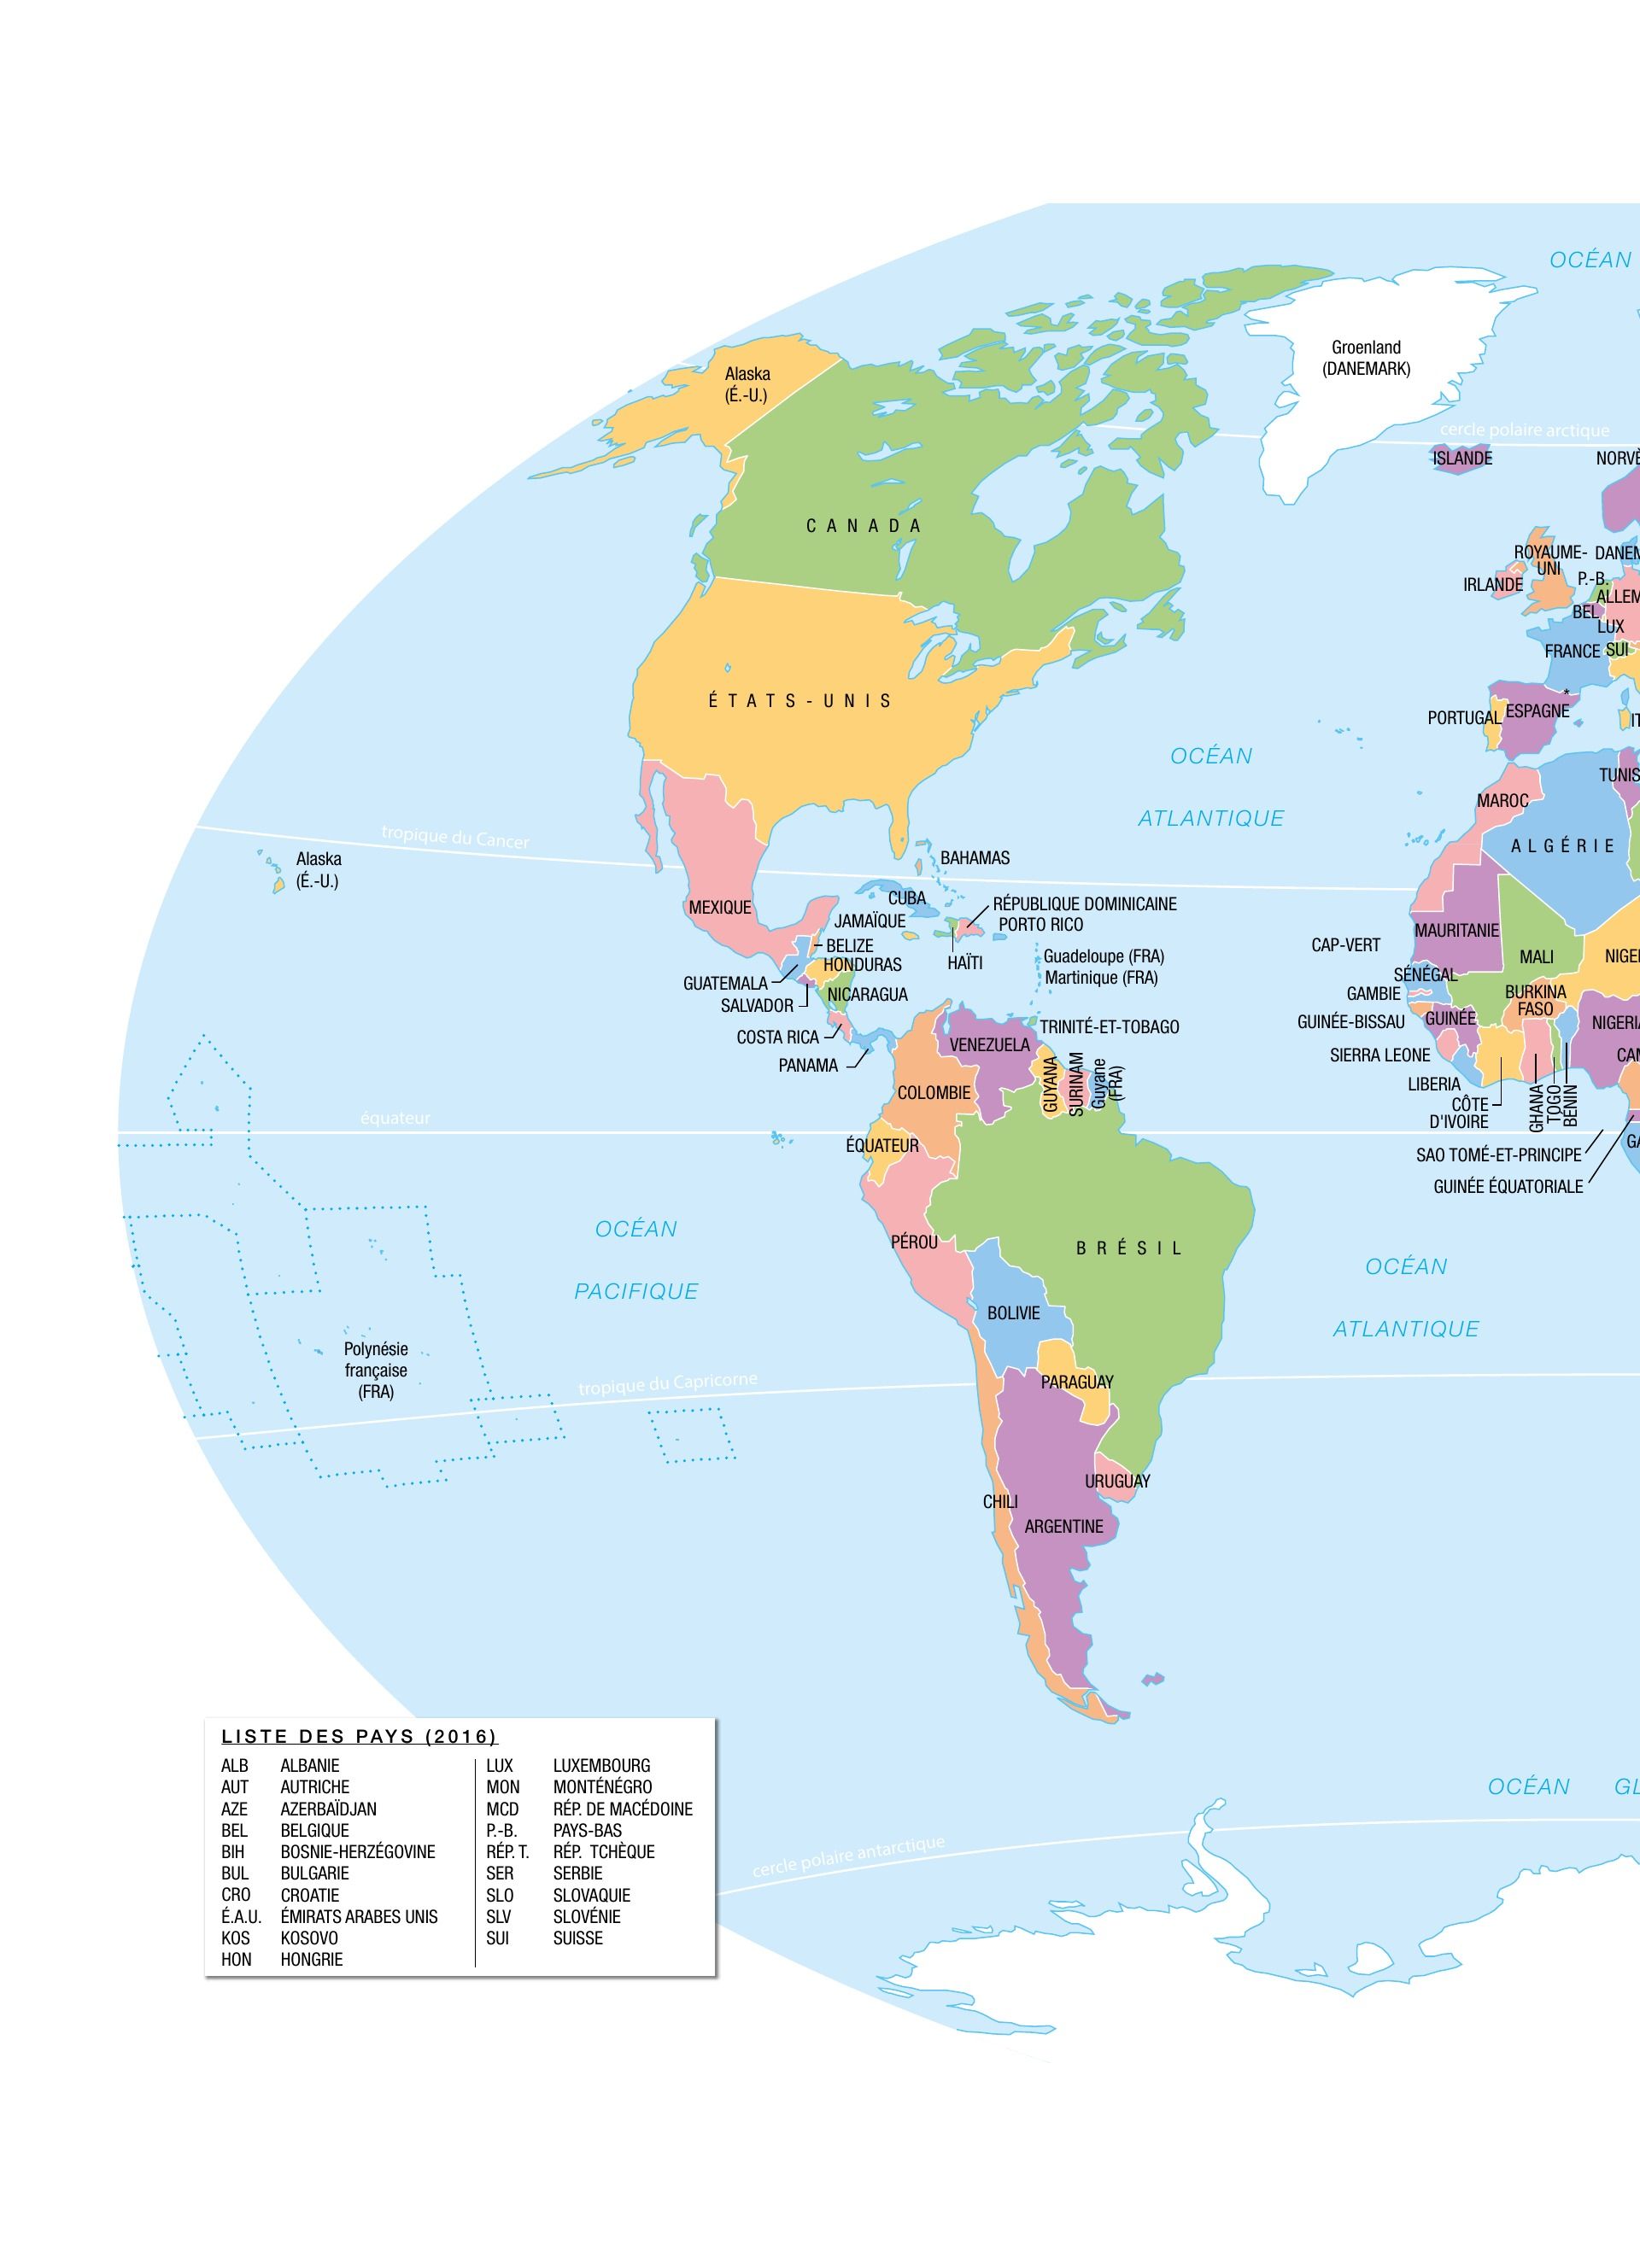 OCÉAN
Groenland
(DANEMARK)
Alaska
(É.-U.)
cercle polaire arctique
ISLANDE
NORVÈ
C A N A D A
ROYAUME-
UNI
DANEM
IRLANDE
P.-B.
ALLEM
BEL
LUX
FRANCE
SUI
É T A T S - U N I S
*
PORTUGAL
ESPAGNE
IT
OCÉAN
ATLANTIQUE
TUNIS
MAROC
A L G É R I E
tropique du Cancer
Alaska
(É.-U.)
BAHAMAS
CUBA
MEXIQUE
JAMAÏQUE
RÉPUBLIQUE DOMINICAINE
PORTO RICO
BELIZE
HONDURAS
HAÏTI
Guadeloupe (FRA)
Martinique (FRA)
GUATEMALA
SALVADOR
NICARAGUA
COSTA RICA
PANAMA
TRINITÉ-ET-TOBAGO
CAP-VERT
MAURITANIE
MALI
NIGE
SÉNÉGAL
GAMBIE
BURKINA
FASO
GUINÉE-BISSAU
GUINÉE
NIGERIA
SIERRA LEONE
CAM
LIBERIA
CÔTE
D'IVOIRE
GHANA
TOGO
BÉNIN
SAO TOMÉ-ET-PRINCIPE
GA
GUINÉE ÉQUATORIALE
VENEZUELA
GUYANA
SURINAM
Guyane
(FRA)
COLOMBIE
équateur
ÉQUATEUR
PÉROU
B R É S I L
OCÉAN
PACIFIQUE
OCÉAN
ATLANTIQUE
BOLIVIE
Polynésie
française
(FRA)
tropique du Capricorne
PARAGUAY
URUGUAY
CHILI
ARGENTINE
OCÉAN GL
cercle polaire antarctique
LISTE DES PAYS (2016)
ALB ALBANIE
AUT AUTRICHE
AZE AZERBAÏDJAN
BEL BELGIQUE
BIH BOSNIE-HERZÉGOVINE
BUL BULGARIE
CRO CROATIE
É.A.U. ÉMIRATS ARABES UNIS
KOS KOSOVO
HON HONGRIE
LUX LUXEMBOURG
MON MONTÉNÉGRO
MCD RÉP. DE MACÉDOINE
P.-B. PAYS-BAS
RÉP. T. RÉP. TCHÈQUE
SER SERBIE
SLO SLOVAQUIE
SLV SLOVÉNIE
SUI SUISSE